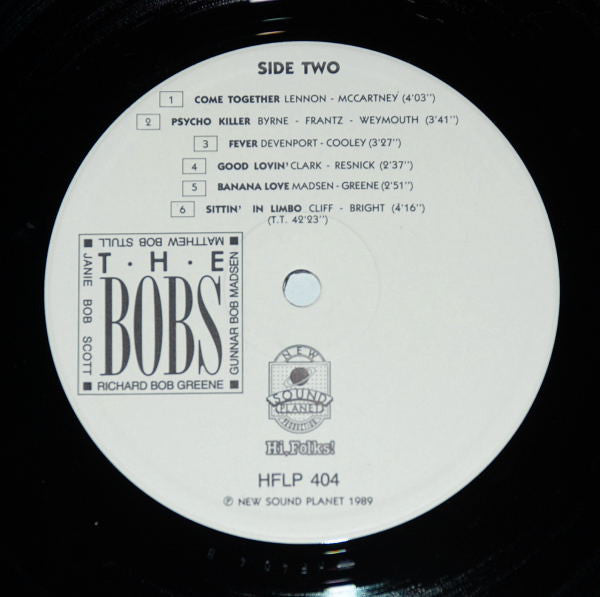 SIDE TWO
1 COME TOGETHER LENNON - MCCARTNEY (4'03")
2 PSYCHO KILLER BYRNE - FRANTZ - WEYMOUTH (3'41")
3 FEVER DEVENPORT - COOLEY (3'27")
4 GOOD LOVIN' CLARK - RESNICK (2'37")
5 BANANA LOVE MADSEN - GREENE (2'51")
6 SITTIN' IN LIMBO CLIFF - BRIGHT (4'16")
(T.T. 42'23")
MATTHEW BOB STULL
JANIE BOB SCOTT
T·H·E
BOBS
GUNNAR BOB MADSEN
RICHARD BOB GREENE
NEW
SOUND
PLANET
PRODUCTION
Hi, Folks!
HFLP 404
℗ NEW SOUND PLANET 1989